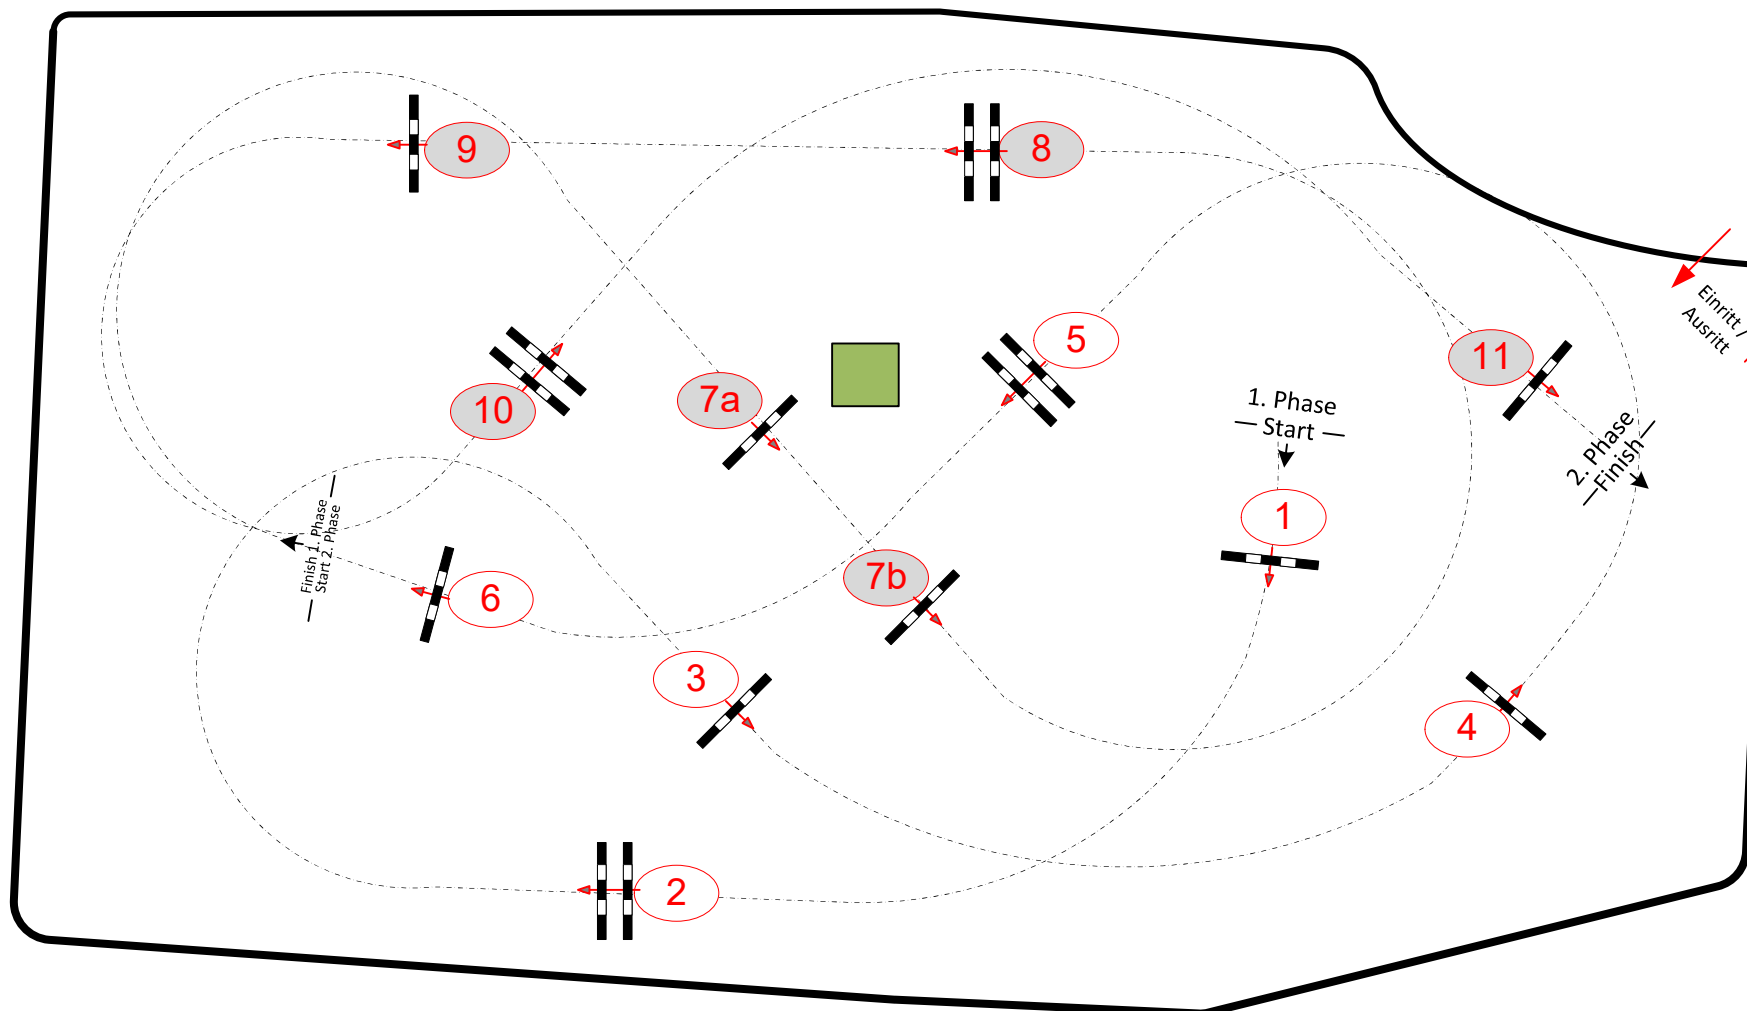 9
8
Einritt /
Ausritt
5
11
10
7a
1. Phase
Start
2. Phase
Finish
1
Finish 1. Phase
Start 2. Phase
7b
6
3
4
2